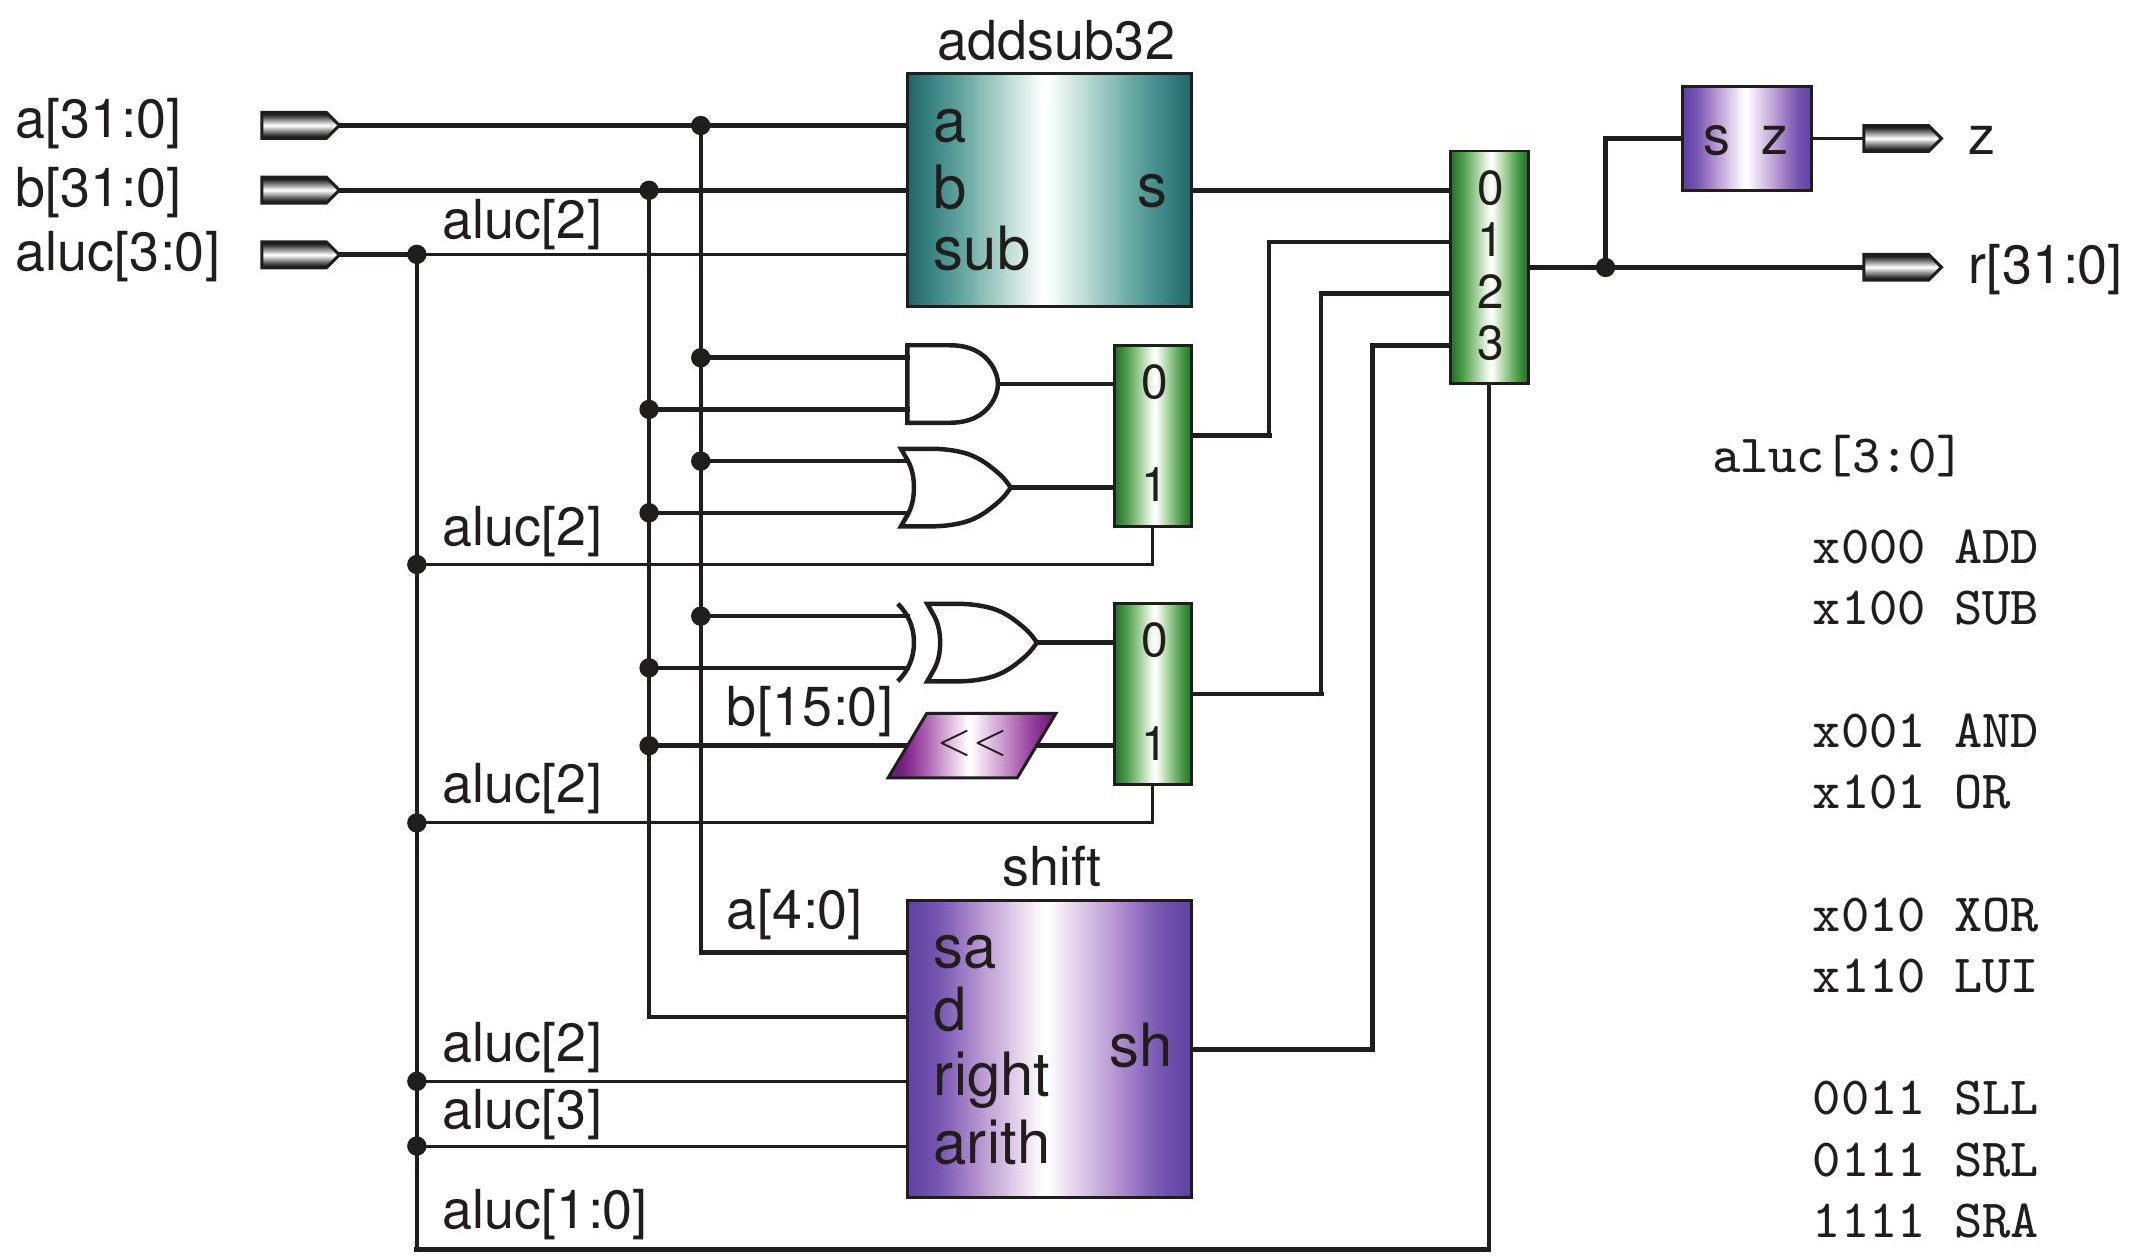 addsub32
a[31:0]
b[31:0]
aluc[3:0]
aluc[2]
a
b
sub
s
0
1
2
3
s z
z
r[31:0]
0
1
aluc[2]
0
1
b[15:0]
<<
aluc[2]
shift
a[4:0]
sa
d
right
arith
sh
aluc[2]
aluc[3]
aluc[1:0]
aluc[3:0]
x000 ADD
x100 SUB
x001 AND
x101 OR
x010 XOR
x110 LUI
0011 SLL
0111 SRL
1111 SRA